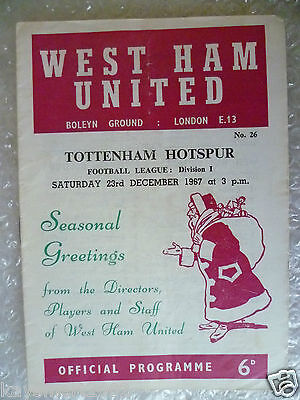 WEST HAM
UNITED
BOLEYN GROUND : LONDON E.13
No. 26
TOTTENHAM HOTSPUR
FOOTBALL LEAGUE: Division I
SATURDAY 23rd DECEMBER 1967 at 3 p.m.
Seasonal
Greetings
from the Directors,
Players and Staff
of West Ham United
OFFICIAL PROGRAMME 6D